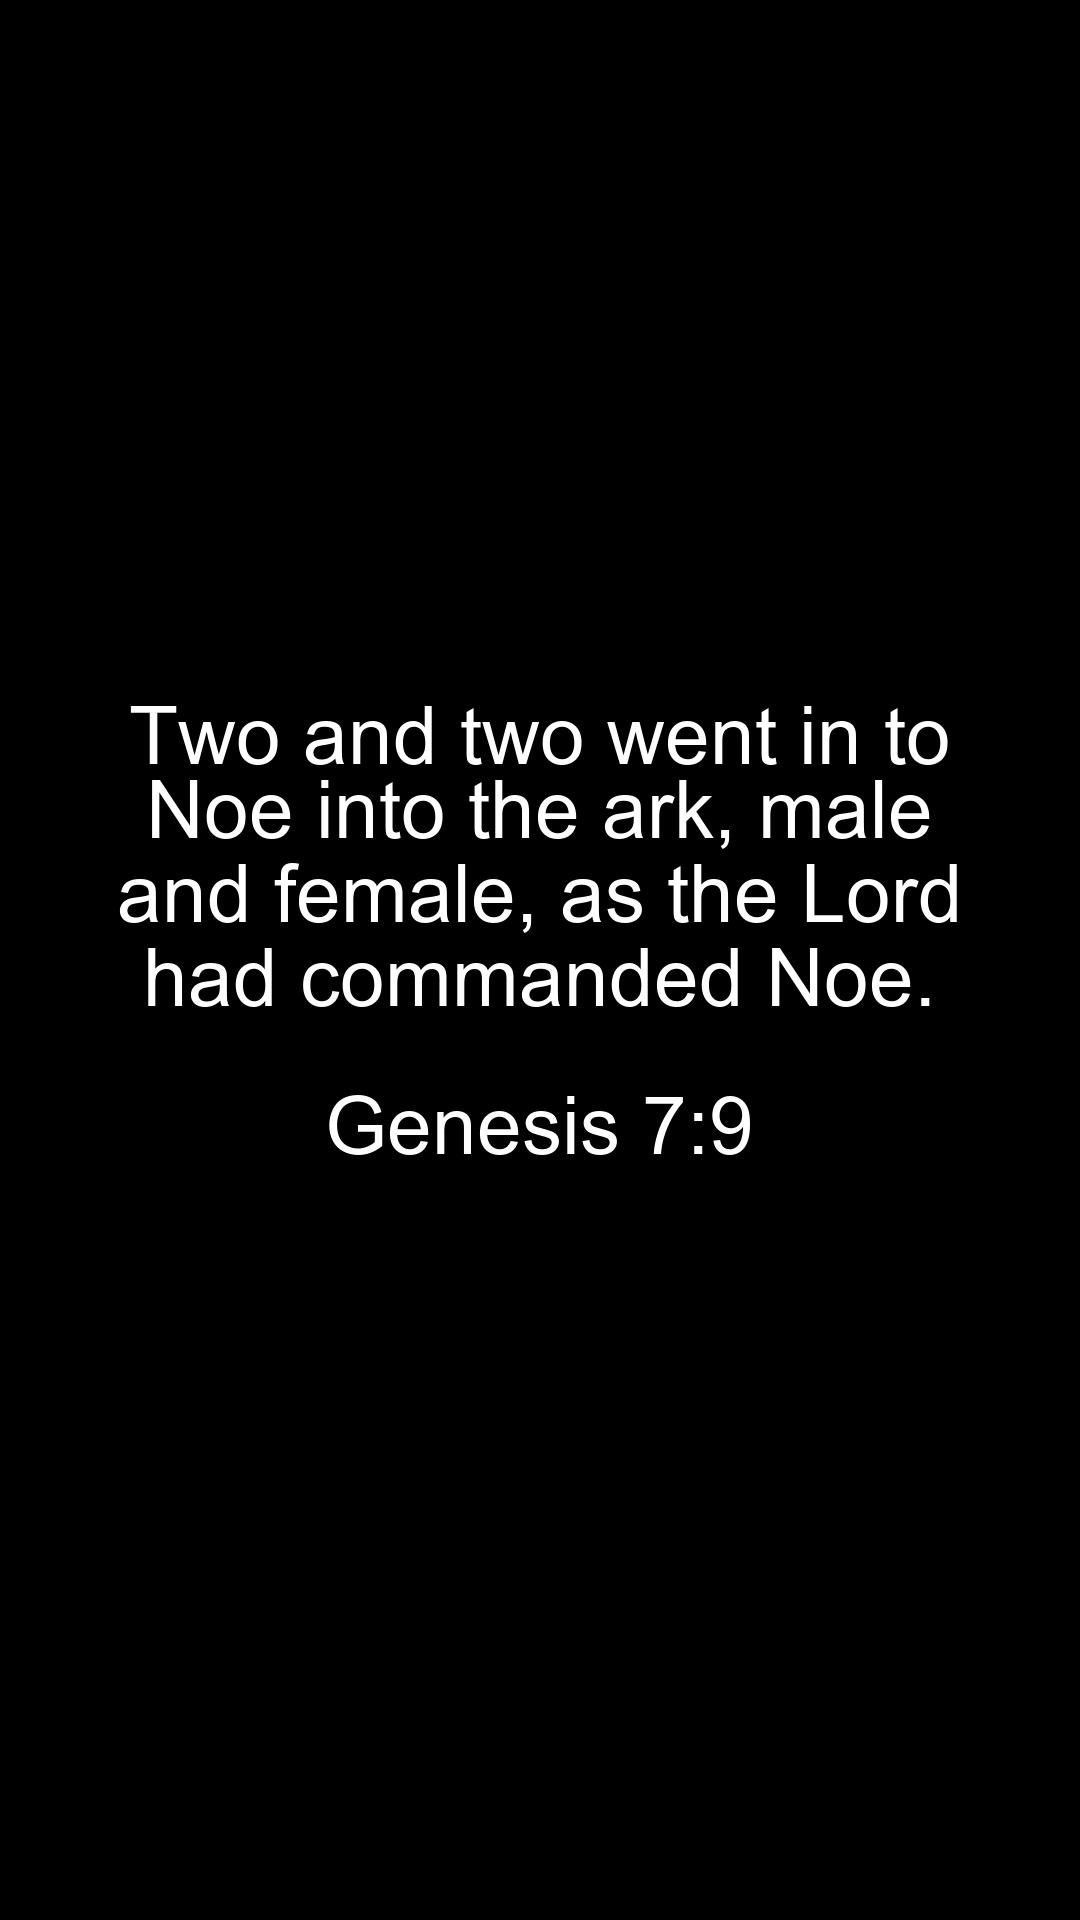 Two and two went in to
Noe into the ark, male
and female, as the Lord
had commanded Noe.
Genesis 7:9